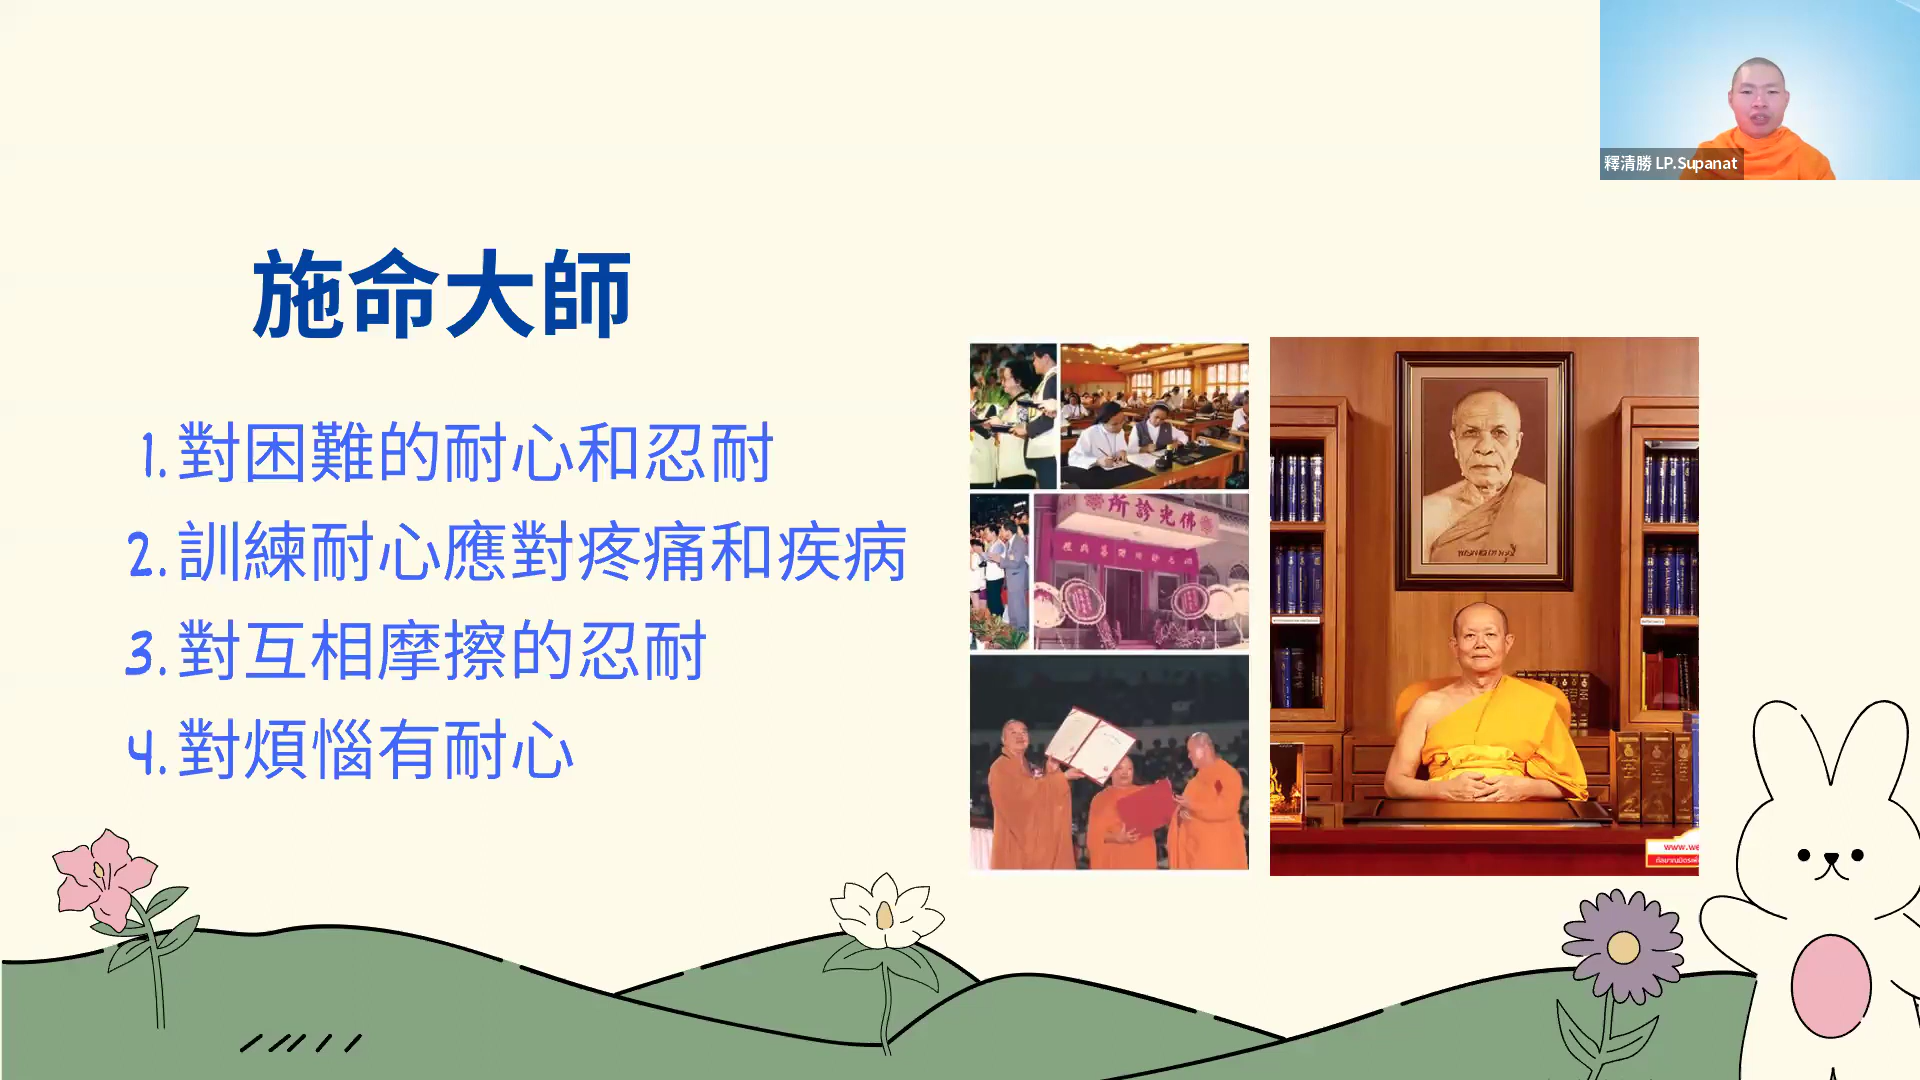 釋清勝 LP.Supanat
施命大師
1. 對困難的耐心和忍耐
2. 訓練耐心應對疼痛和疾病
3. 對互相摩擦的忍耐
4. 對煩惱有耐心
所診光佛
www.we